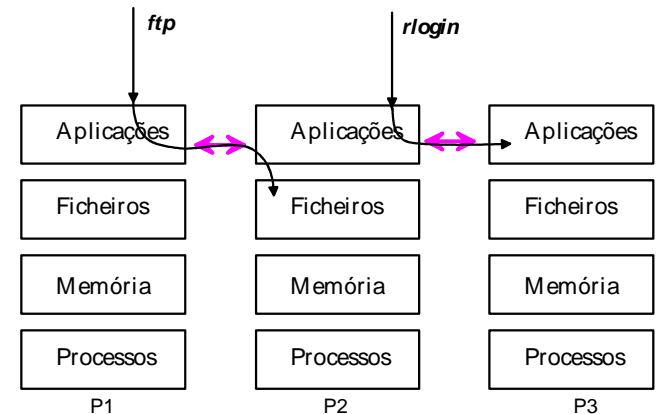 ftp rlogin
Aplicações Aplicações Aplicações
Ficheiros Ficheiros Ficheiros
Memória Memória Memória
Processos Processos Processos
P1 P2 P3